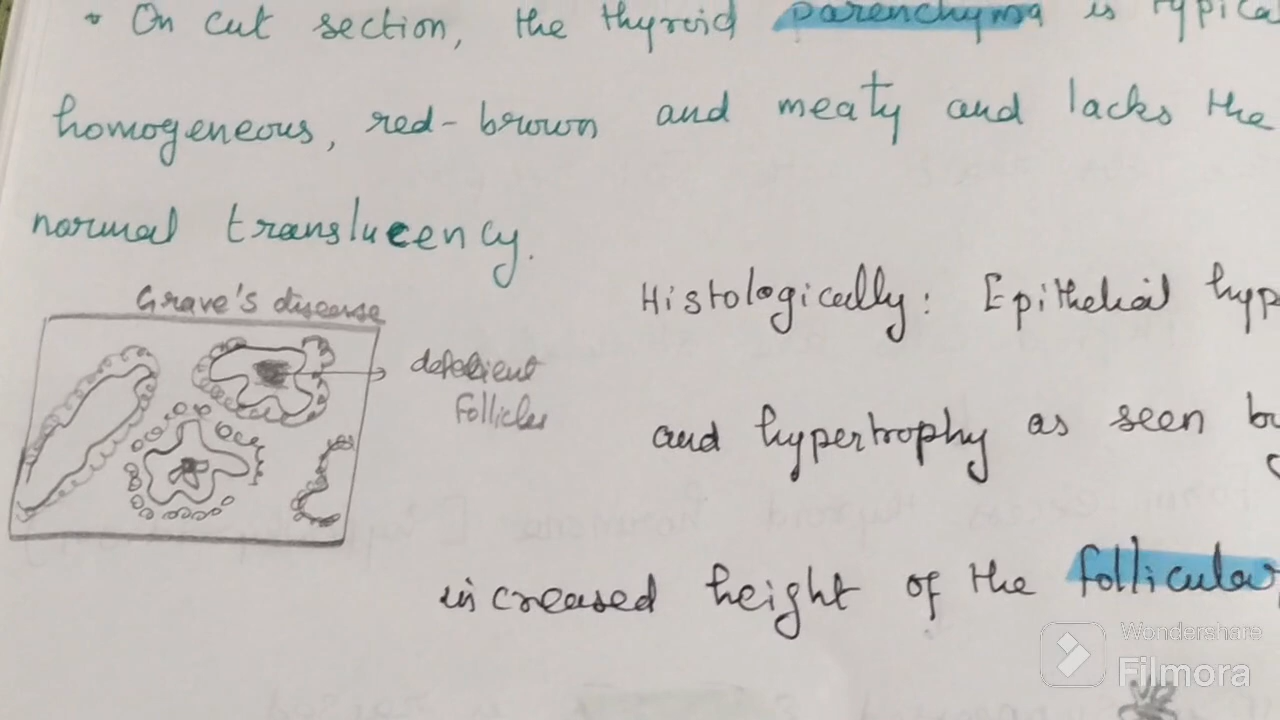 • On cut section, the thyroid parenchyma is typical
homogeneous, red-brown and meaty and lacks the
normal translucency.
Grave's disease
Histologically: Epithelial hyp
follicles
and hypertrophy as seen by
increased height of the follicular
Wondershare
Filmora